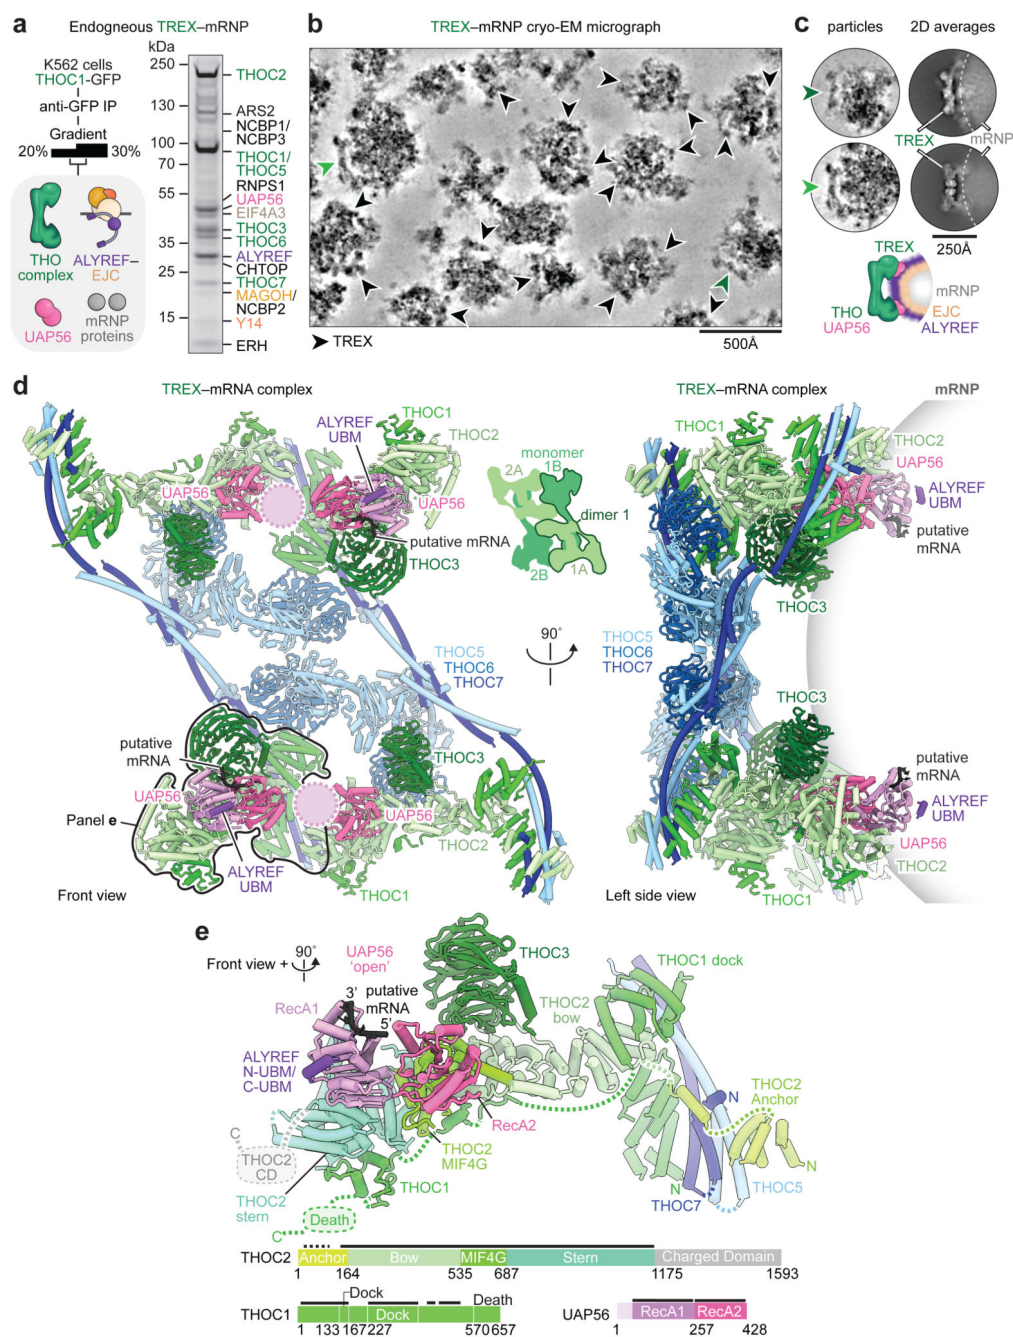 a
Endogneous TREX–mRNP
K562 cells
THOC1-GFP
anti-GFP IP
Gradient
20%
30%
THO
complex
ALYREF–
EJC
UAP56
mRNP
proteins
kDa
250
130
100
70
55
35
25
15
THOC2
ARS2
NCBP1/
NCBP3
THOC1/
THOC5
RNPS1
UAP56
EIF4A3
THOC3
THOC6
ALYREF
CHTOP
THOC7
MAGOH/
NCBP2
Y14
ERH
b
TREX–mRNP cryo-EM micrograph
TREX
500Å
c
particles
2D averages
TREX
mRNP
250Å
TREX
mRNP
THO
EJC
UAP56
ALYREF
d
TREX–mRNA complex
THOC1
ALYREF
UBM
THOC2
UAP56
UAP56
putative mRNA
THOC3
monomer
2A
1B
dimer 1
2B
1A
90°
THOC5
THOC6
THOC7
putative
mRNA
THOC3
UAP56
UAP56
Panel e
THOC2
ALYREF
UBM
THOC1
Front view
TREX–mRNA complex
mRNP
THOC1
THOC2
UAP56
ALYREF
UBM
putative
mRNA
THOC3
THOC5
THOC6
THOC7
THOC3
putative
mRNA
ALYREF
UBM
UAP56
THOC2
THOC1
Left side view
e
Front view +
90°
UAP56
'open'
THOC3
THOC1 dock
3'
putative
mRNA
5'
RecA1
THOC2
bow
ALYREF
N-UBM/
C-UBM
N
THOC2
Anchor
RecA2
C
THOC2
CD
THOC2
MIF4G
N
THOC2
stern
THOC1
N
THOC7
THOC5
Death
C
THOC2
Anchor
Bow
MIF4G
Stern
Charged Domain
1
164
535
687
1175
1593
Dock
THOC1
Dock
Death
1
133
167
227
570
657
UAP56
RecA1
RecA2
1
257
428